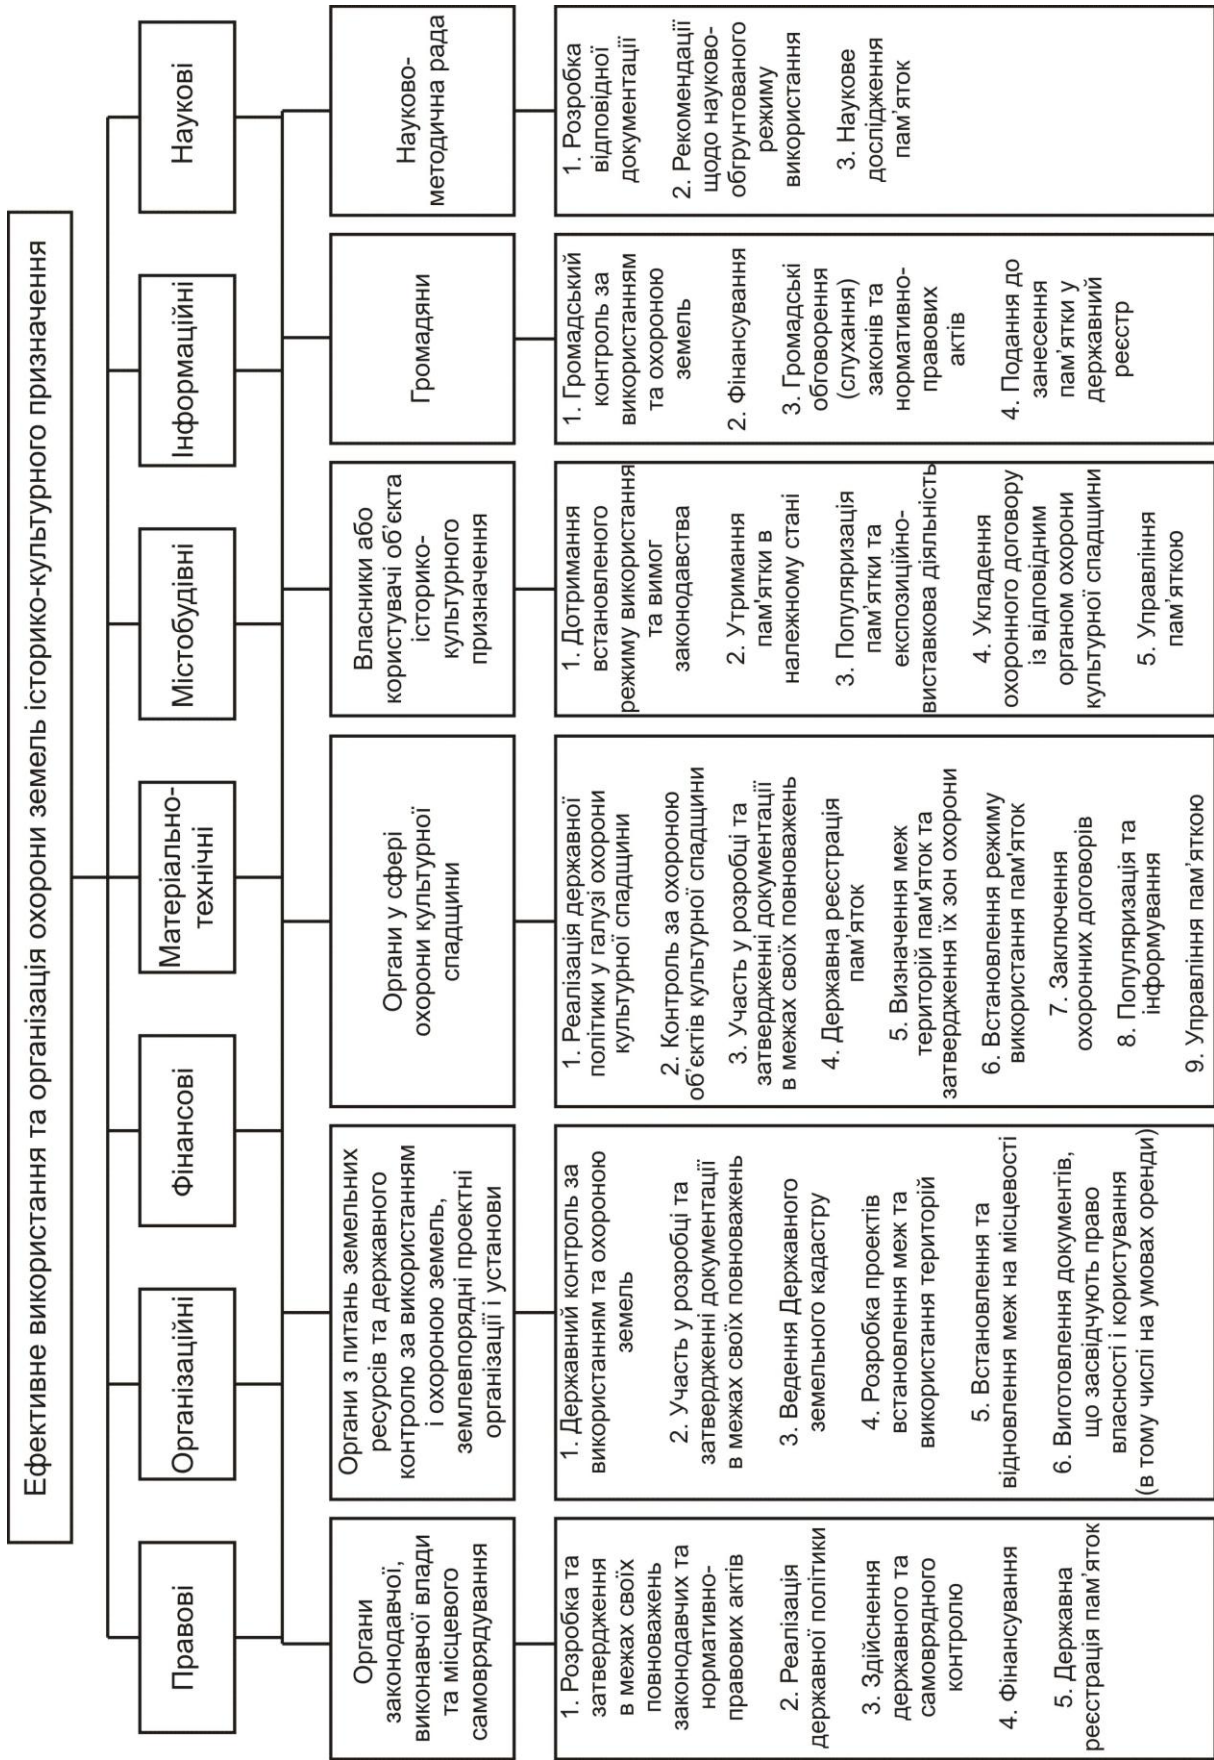 Ефективне використання та організація охорони земель історико-культурного призначення
Правові
Організаційні
Фінансові
Матеріально-
технічні
Містобудівні
Інформаційні
Наукові
Органи
законодавчої,
виконавчої влади
та місцевого
самоврядування
Органи з питань земельних
ресурсів та державного
контролю за використанням
і охороною земель,
землевпорядні проектні
організації і установи
Органи у сфері
охорони культурної
спадщини
Власники або
користувачі об’єкта
історико-
культурного
призначення
Громадяни
Науково-
методична рада
1. Розробка та
затвердження
в межах своїх
повноважень
законодавчих та
нормативно-
правових актів
2. Реалізація
державної політики
3. Здійснення
державного та
самоврядного
контролю
4. Фінансування
5. Державна
реєстрація пам’яток
1. Державний контроль за
використанням та охороною
земель
2. Участь у розробці та
затвердженні документації
в межах своїх повноважень
3. Ведення Державного
земельного кадастру
4. Розробка проектів
встановлення меж та
використання територій
5. Встановлення та
відновлення меж на місцевості
6. Виготовлення документів,
що засвідчують право
власності і користування
(в тому числі на умовах оренди)
1. Реалізація державної
політики у галузі охорони
культурної спадщини
2. Контроль за охороною
об’єктів культурної спадщини
3. Участь у розробці та
затвердженні документації
в межах своїх повноважень
4. Державна реєстрація
пам’яток
5. Визначення меж
територій пам’яток та
затвердження їх зон охорони
6. Встановлення режиму
використання пам’яток
7. Заключення
охоронних договорів
8. Популяризація та
інформування
9. Управління пам’яткою
1. Дотримання
встановленого
режиму використання
та вимог
законодавства
2. Утримання
пам’ятки в
належному стані
3. Популяризація
пам’ятки та
експозиційно-
виставкова діяльність
4. Укладення
охоронного договору
із відповідним
органом охорони
культурної спадщини
5. Управління
пам’яткою
1. Громадський
контроль за
використанням
та охороною
земель
2. Фінансування
3. Громадські
обговорення
(слухання)
законів та
нормативно-
правових
актів
4. Подання до
занесення
пам’ятки у
державний
реєстр
1. Розробка
відповідної
документації
2. Рекомендації
щодо науково-
обгрунтованого
режиму
використання
3. Наукове
дослідження
пам’яток